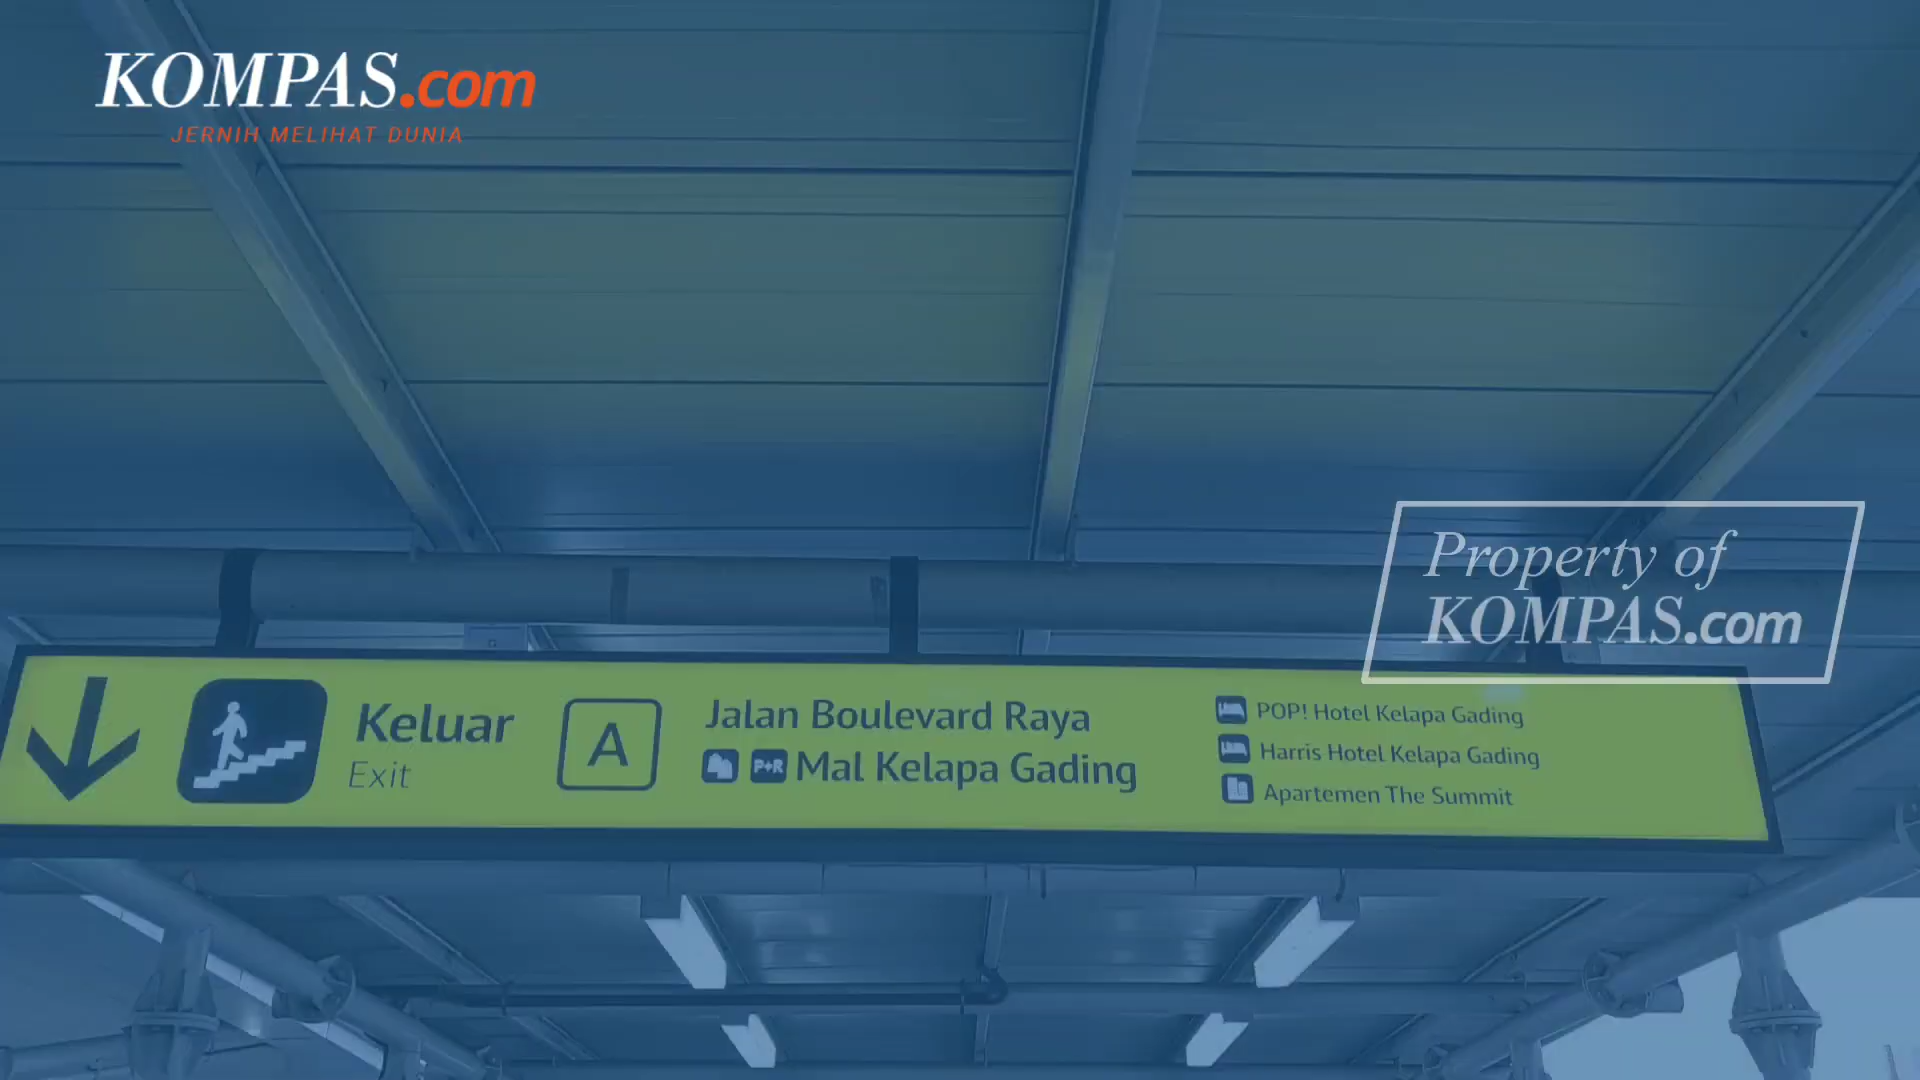 KOMPAS.com
JERNIH MELIHAT DUNIA
Property of
KOMPAS.com
Keluar
Exit
A
Jalan Boulevard Raya
P+R Mal Kelapa Gading
POP! Hotel Kelapa Gading
Harris Hotel Kelapa Gading
Apartemen The Summit